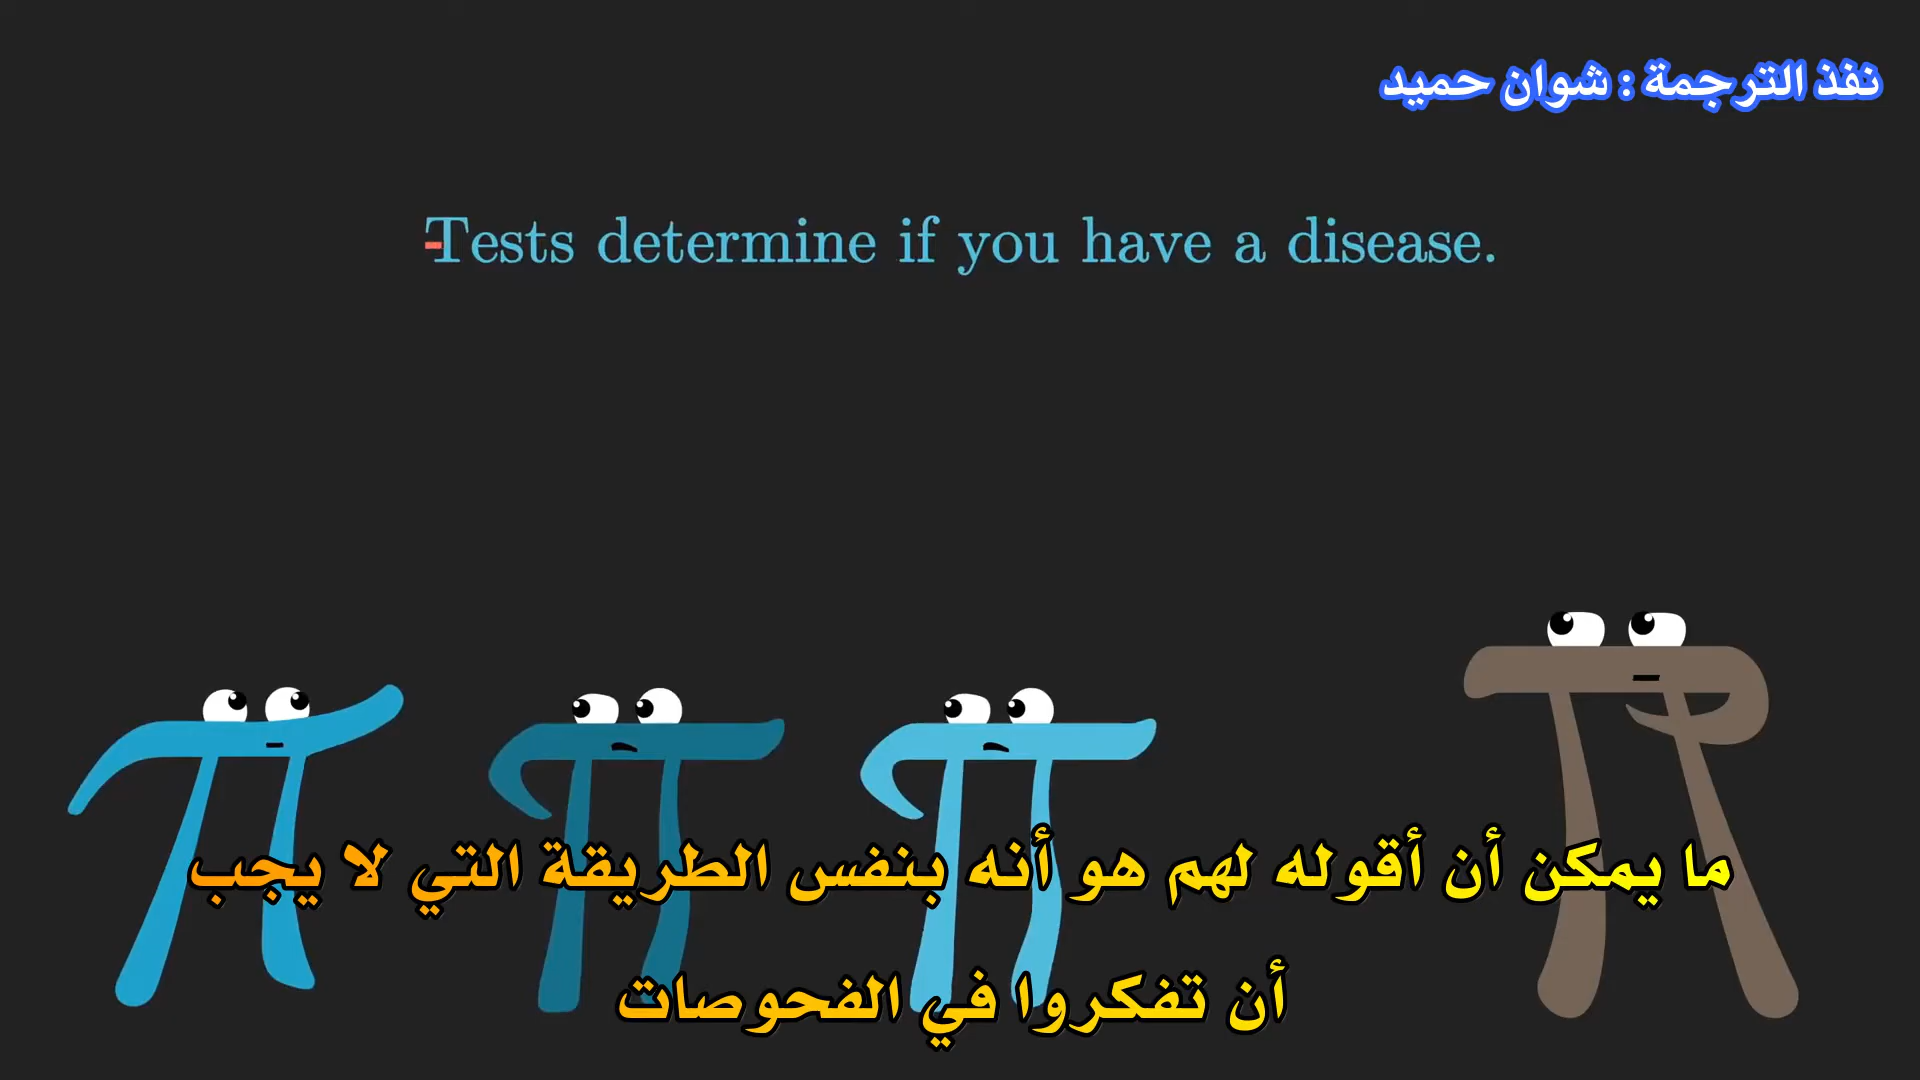 نفذ الترجمة : شوان حميد
Tests determine if you have a disease.
ما يمكن أن أقوله لهم هو أنه بنفس الطريقة التي لا يجب
أن تفكروا في الفحوصات